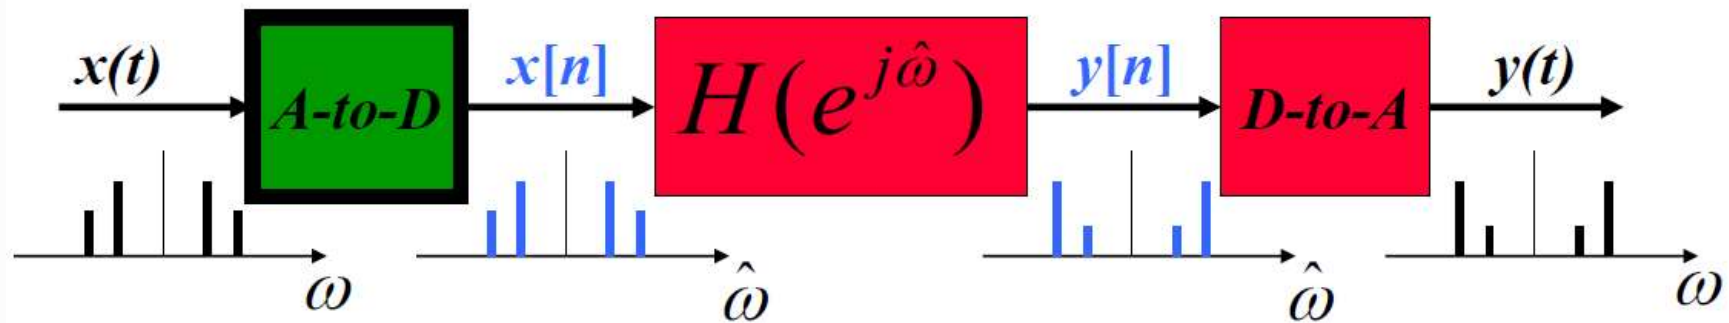 x(t) A-to-D x[n] H(e^{jω̂}) y[n] D-to-A y(t)
ω ω̂ ω̂ ω